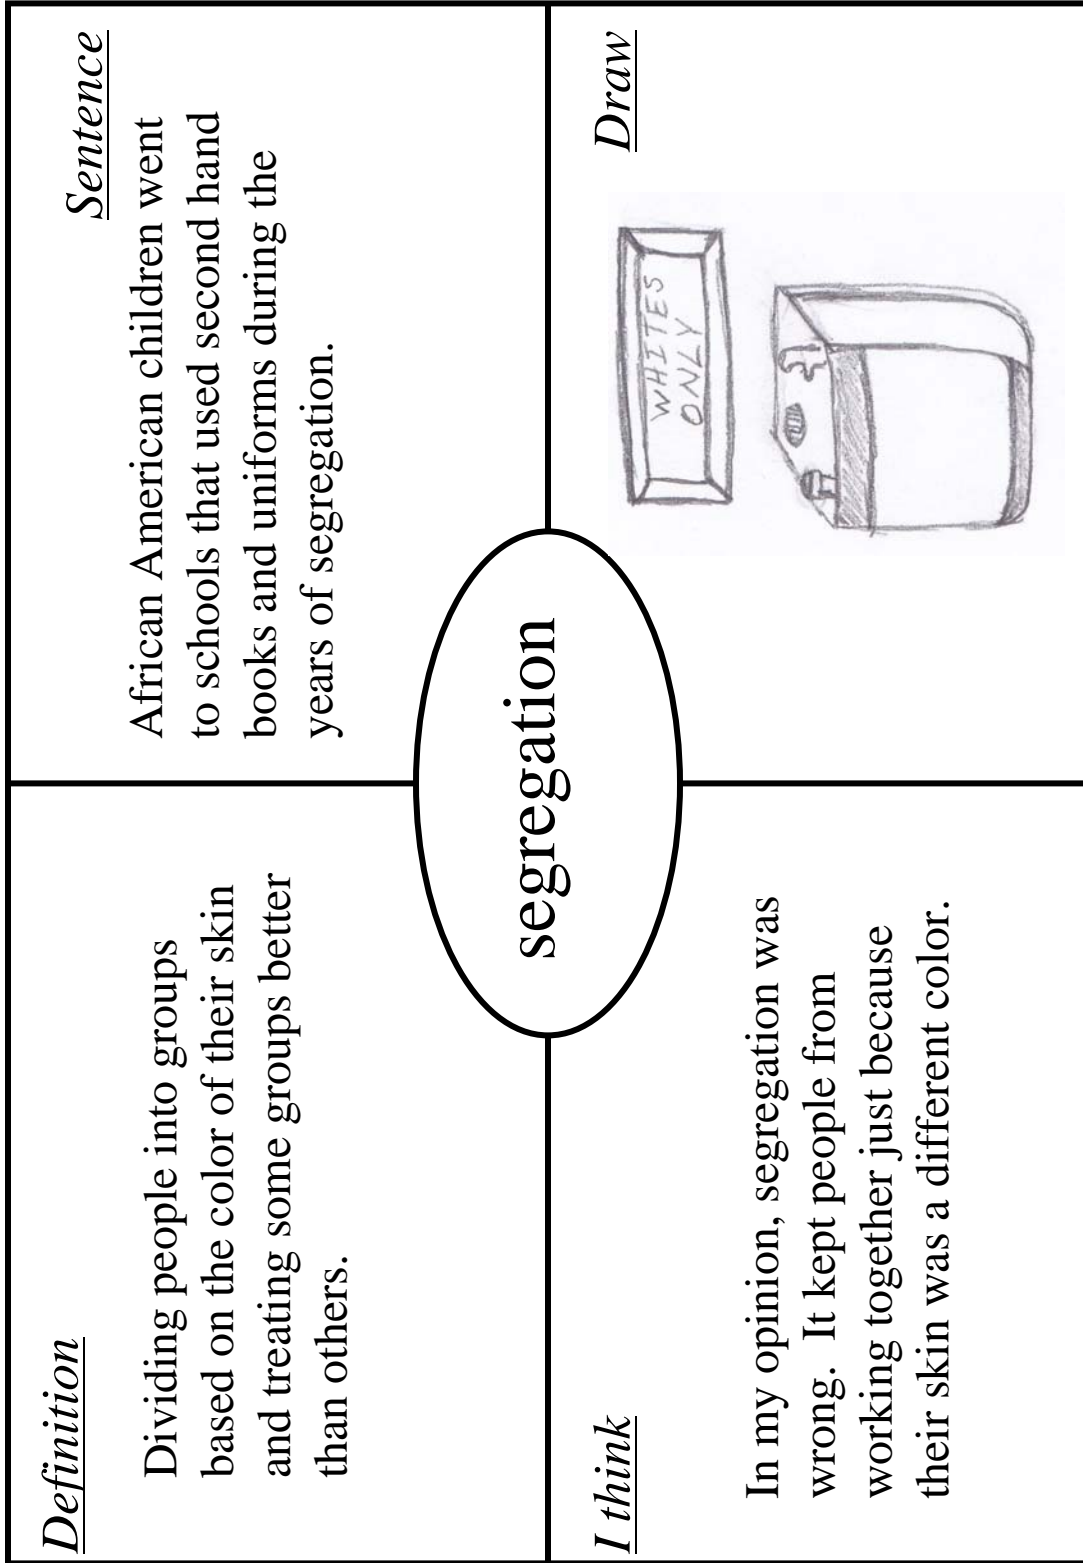 Definition
Dividing people into groups
based on the color of their skin
and treating some groups better
than others.
Sentence
African American children went
to schools that used second hand
books and uniforms during the
years of segregation.
segregation
I think
In my opinion, segregation was
wrong.  It kept people from
working together just because
their skin was a different color.
Draw
WHITES
ONLY